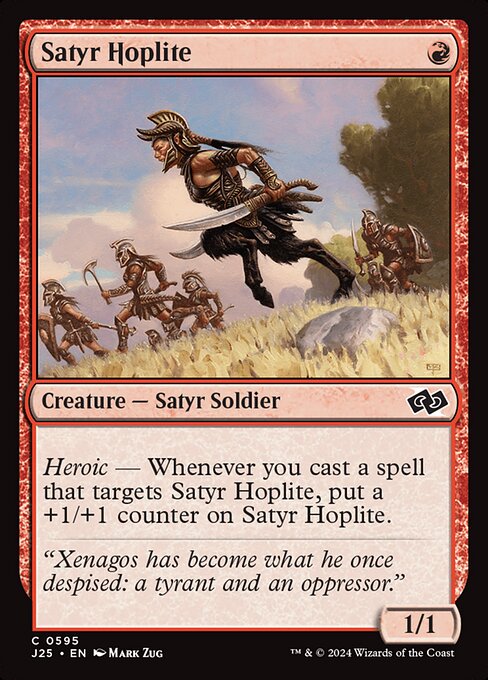 Satyr Hoplite
Creature — Satyr Soldier
Heroic — Whenever you cast a spell
that targets Satyr Hoplite, put a
+1/+1 counter on Satyr Hoplite.
“Xenagos has become what he once
despised: a tyrant and an oppressor.”
1/1
C 0595
J25 • EN Mark Zug
™ & © 2024 Wizards of the Coast